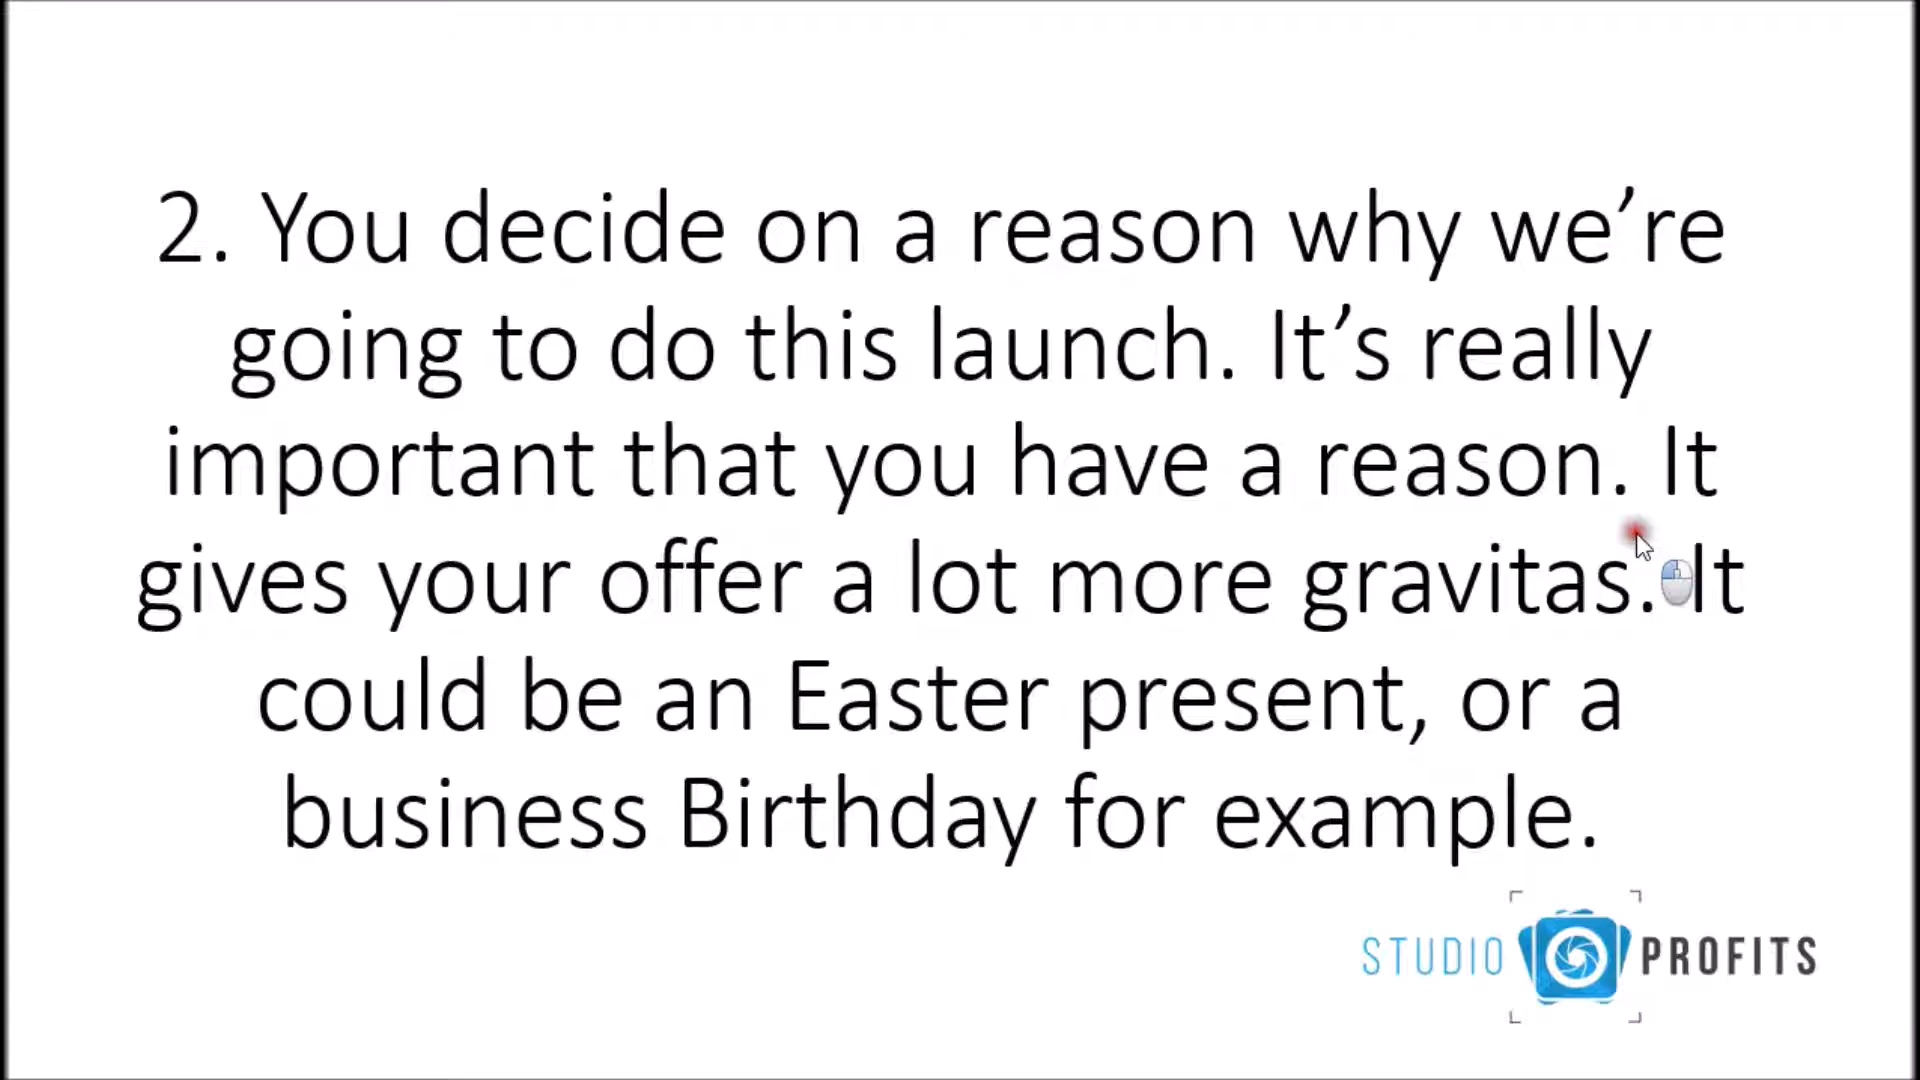 2. You decide on a reason why we’re
going to do this launch. It’s really
important that you have a reason. It
gives your offer a lot more gravitas. It
could be an Easter present, or a
business Birthday for example.
STUDIO PROFITS